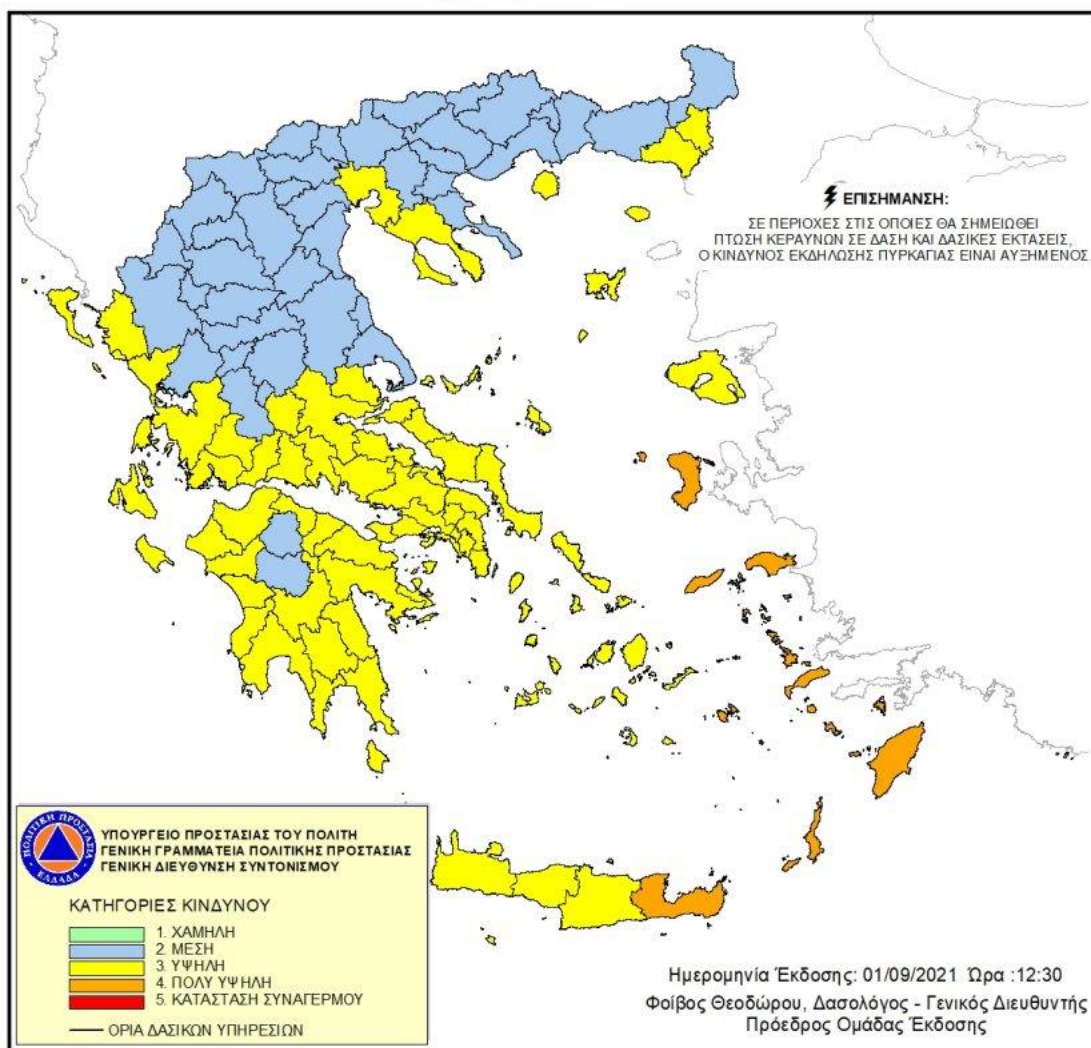 ΕΠΙΣΗΜΑΝΣΗ:
ΣΕ ΠΕΡΙΟΧΕΣ ΣΤΙΣ ΟΠΟΙΕΣ ΘΑ ΣΗΜΕΙΩΘΕΙ
ΠΤΩΣΗ ΚΕΡΑΥΝΩΝ ΣΕ ΔΑΣΗ ΚΑΙ ΔΑΣΙΚΕΣ ΕΚΤΑΣΕΙΣ,
Ο ΚΙΝΔΥΝΟΣ ΕΚΔΗΛΩΣΗΣ ΠΥΡΚΑΓΙΑΣ ΕΙΝΑΙ ΑΥΞΗΜΕΝΟΣ.
ΠΟΛΙΤΙΚΗ ΠΡΟΣΤΑΣΙΑ
ΕΛΛΑΔΑ
ΥΠΟΥΡΓΕΙΟ ΠΡΟΣΤΑΣΙΑΣ ΤΟΥ ΠΟΛΙΤΗ
ΓΕΝΙΚΗ ΓΡΑΜΜΑΤΕΙΑ ΠΟΛΙΤΙΚΗΣ ΠΡΟΣΤΑΣΙΑΣ
ΓΕΝΙΚΗ ΔΙΕΥΘΥΝΣΗ ΣΥΝΤΟΝΙΣΜΟΥ
ΚΑΤΗΓΟΡΙΕΣ ΚΙΝΔΥΝΟΥ
1. ΧΑΜΗΛΗ
2. ΜΕΣΗ
3. ΥΨΗΛΗ
4. ΠΟΛΥ ΥΨΗΛΗ
5. ΚΑΤΑΣΤΑΣΗ ΣΥΝΑΓΕΡΜΟΥ
ΟΡΙΑ ΔΑΣΙΚΩΝ ΥΠΗΡΕΣΙΩΝ
Ημερομηνία Έκδοσης: 01/09/2021 Ώρα :12:30
Φοίβος Θεοδώρου, Δασολόγος - Γενικός Διευθυντής
Πρόεδρος Ομάδας Έκδοσης